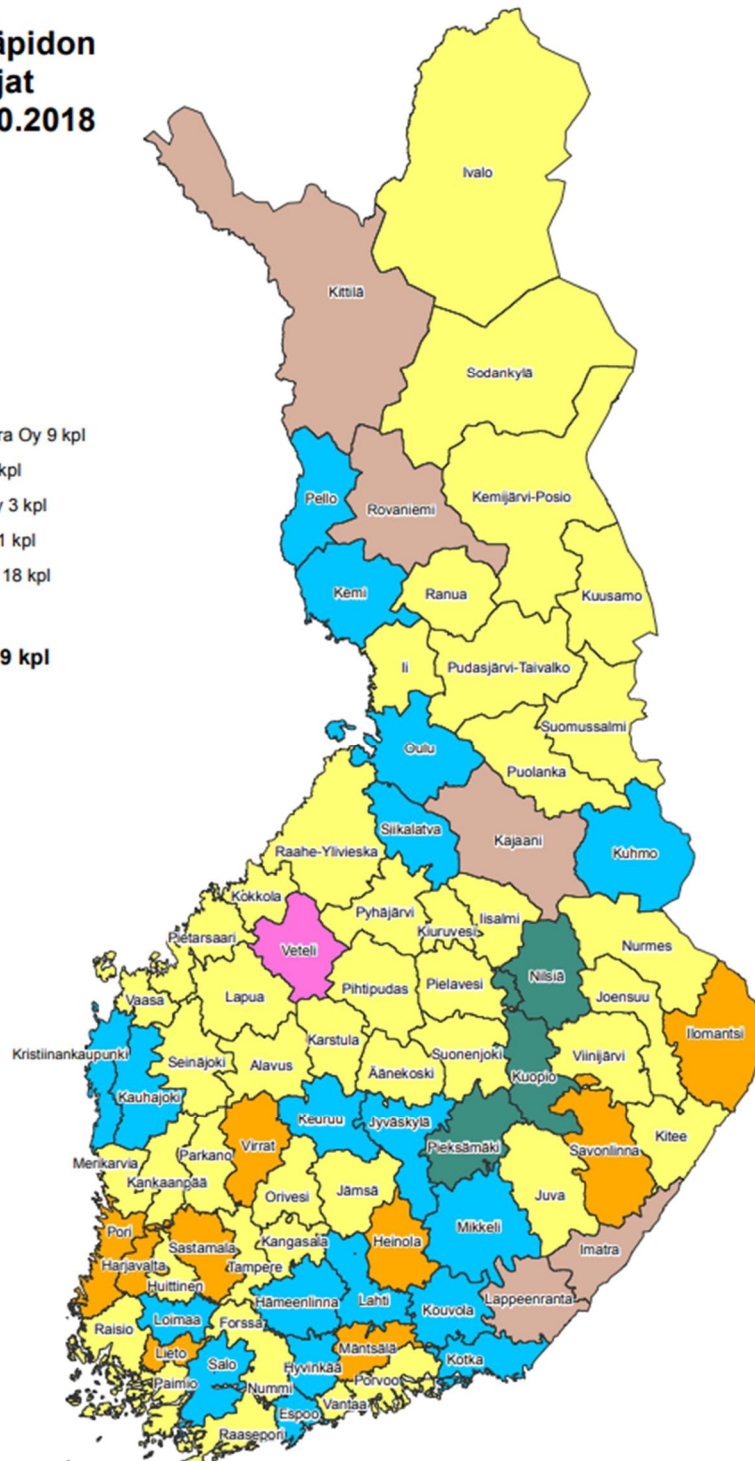 äpidon
jat
0.2018
ra Oy 9 kpl
kpl
y 3 kpl
1 kpl
18 kpl
9 kpl
Ivalo
Kittilä
Sodankylä
Pello
Rovaniemi
Kemijärvi-Posio
Kemi
Ranua
Kuusamo
Ii
Pudasjärvi-Taivalko
Suomussalmi
Oulu
Puolanka
Siikalatva
Kajaani
Kuhmo
Raahe-Ylivieska
Kokkola
Pyhäjärvi
Kiuruvesi
Iisalmi
Pietarsaari
Veteli
Nurmes
Nilsiä
Vaasa
Lapua
Pihtipudas
Pielavesi
Joensuu
Ilomantsi
Kristiinankaupunki
Seinäjoki
Alavus
Karstula
Suonenjoki
Viinijärvi
Äänekoski
Kuopio
Kauhajoki
Keuruu
Jyväskylä
Kitee
Merikarvia
Parkano
Virrat
Pieksämäki
Savonlinna
Kankaanpää
Orivesi
Jämsä
Juva
Pori
Sastamala
Kangasala
Heinola
Mikkeli
Imatra
Harjavalta
Tampere
Huittinen
Hämeenlinna
Lahti
Kouvola
Lappeenranta
Raisio
Loimaa
Forssa
Lieto
Salo
Hyvinkää
Mäntsälä
Kotka
Paimio
Nummi
Porvoo
Espoo
Vantaa
Raasepori